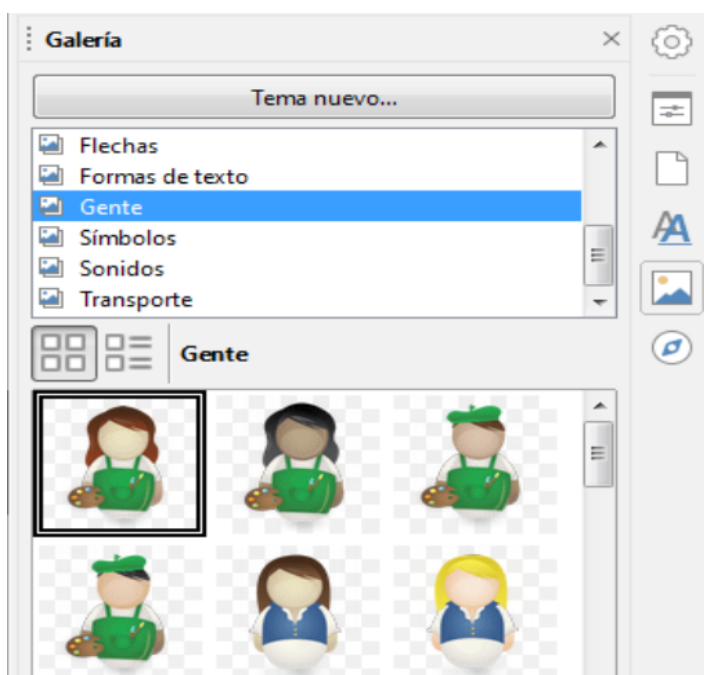 Galería
Tema nuevo...
Flechas
Formas de texto
Gente
Símbolos
Sonidos
Transporte
Gente